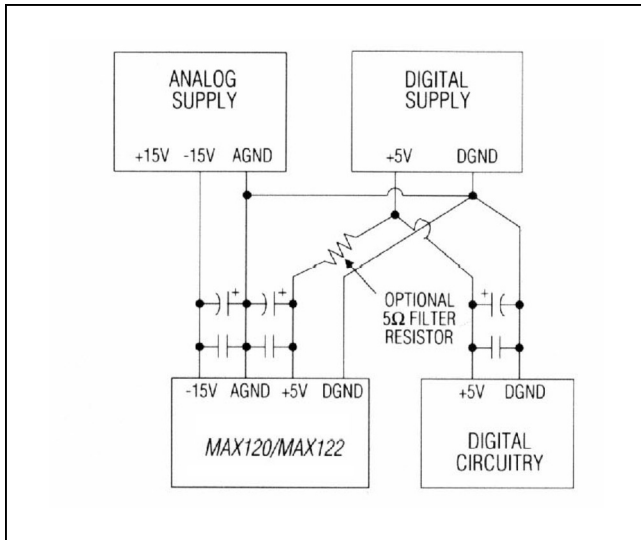 ANALOG
SUPPLY
+15V -15V AGND
DIGITAL
SUPPLY
+5V DGND
+ +
OPTIONAL
5Ω FILTER
RESISTOR
+
-15V AGND +5V DGND
MAX120/MAX122
+5V DGND
DIGITAL
CIRCUITRY